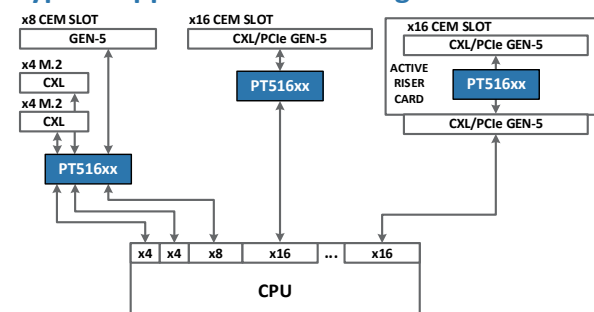 x8 CEM SLOT
GEN-5
x4 M.2
CXL
x4 M.2
CXL
PT516xx
x16 CEM SLOT
CXL/PCIe GEN-5
PT516xx
x16 CEM SLOT
CXL/PCIe GEN-5
ACTIVE
RISER
CARD
PT516xx
CXL/PCIe GEN-5
x4 x4 x8 x16 ... x16
CPU